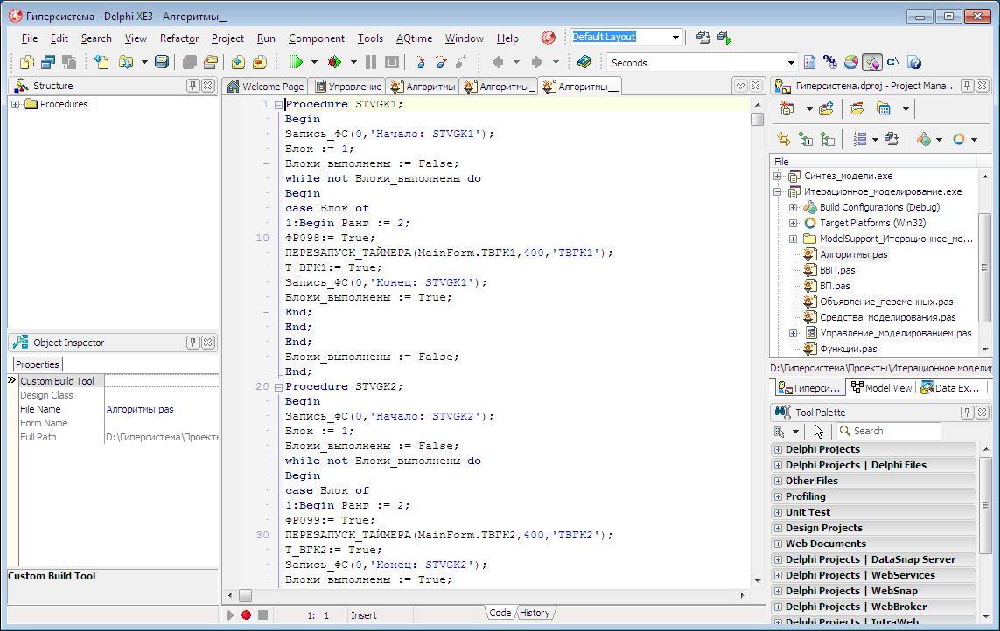 Гиперсистема - Delphi XE3 - Алгоритмы__
File Edit Search View Refactor Project Run Component Tools AQtime Window Help
Default Layout
Seconds
Structure
Procedures
Welcome Page Управление Алгоритмы Алгоритмы_ Алгоритмы__
1 Procedure STVGK1;
Begin
Запись_ФС(0,'Начало: STVGK1');
Блок := 1;
Блоки_выполнены := False;
while not Блоки_выполнены do
Begin
case Блок of
1:Begin Ранг := 2;
10 ФР098:= True;
ПЕРЕЗАПУСК_ТАЙМЕРА(MainForm.ТВГК1,400,'ТВГК1');
Т_ВГК1:= True;
Запись_ФС(0,'Конец: STVGK1');
Блоки_выполнены := True;
End;
End;
End;
Блоки_выполнены := False;
End;
20 Procedure STVGK2;
Begin
Запись_ФС(0,'Начало: STVGK2');
Блок := 1;
Блоки_выполнены := False;
while not Блоки_выполнены do
Begin
case Блок of
1:Begin Ранг := 2;
ФР099:= True;
30 ПЕРЕЗАПУСК_ТАЙМЕРА(MainForm.ТВГК2,400,'ТВГК2');
Т_ВГК2:= True;
Запись_ФС(0,'Конец: STVGK2');
Блоки_выполнены := True;
1: 1 Insert
Code History
Object Inspector
Properties
Custom Build Tool
Design Class
File Name Алгоритмы.pas
Form Name
Full Path D:\Гиперсистема\Проекты
Custom Build Tool
Гиперсистема.dproj - Project Mana...
File
Синтез_модели.exe
Итерационное_моделирование.exe
Build Configurations (Debug)
Target Platforms (Win32)
ModelSupport_Итерационное_мо...
Алгоритмы.pas
ВВП.pas
ВП.pas
Объявление_переменных.pas
Средства_моделирования.pas
Управление_моделированием.pas
Функции.pas
D:\Гиперсистема\Проекты\Итерационное моделир
Гиперси... Model View Data Ex...
Tool Palette
Search
Delphi Projects
Delphi Projects | Delphi Files
Other Files
Profiling
Unit Test
Design Projects
Web Documents
Delphi Projects | DataSnap Server
Delphi Projects | WebServices
Delphi Projects | WebSnap
Delphi Projects | WebBroker
Delphi Projects | IntraWeb